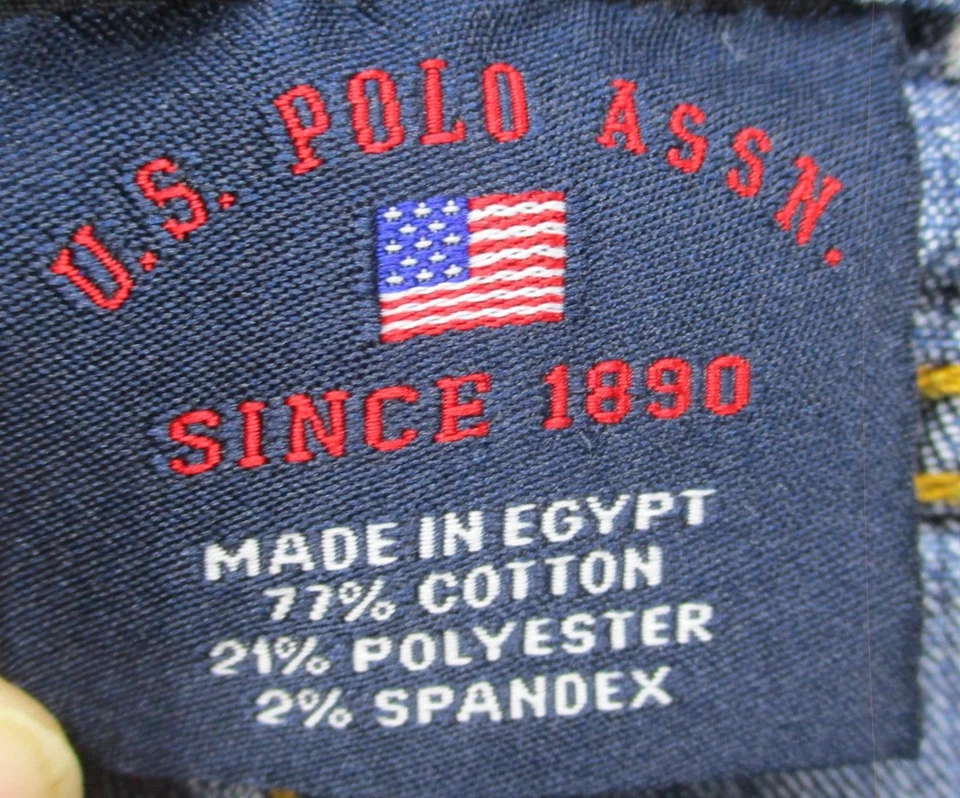 U.S. POLO ASSN.
SINCE 1890
MADE IN EGYPT
77% COTTON
21% POLYESTER
2% SPANDEX